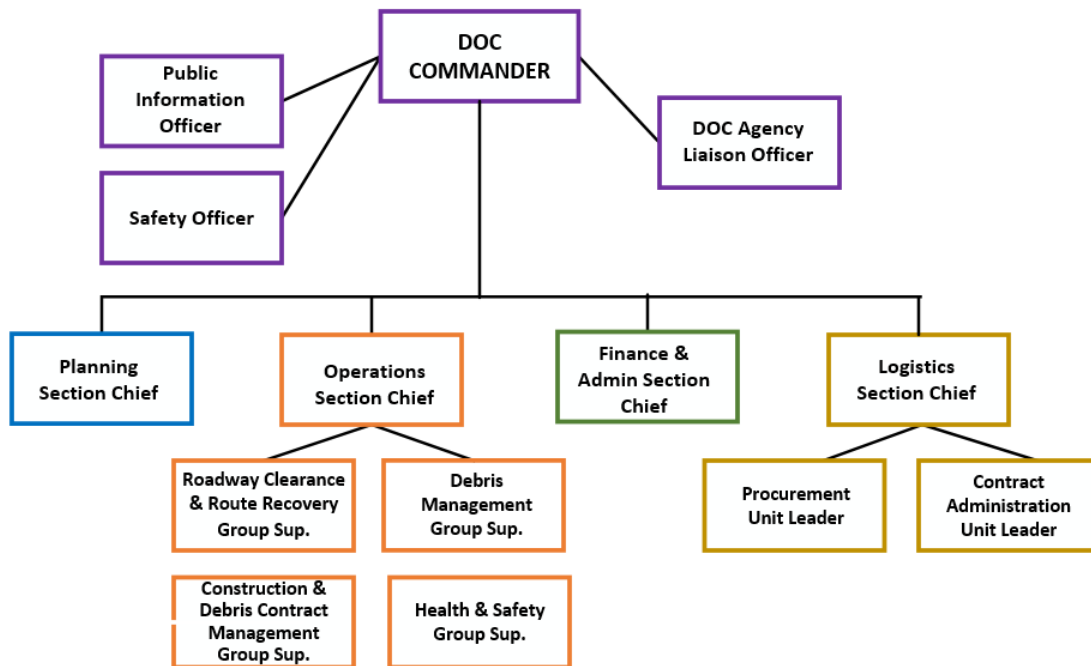 DOC
COMMANDER
Public
Information
Officer
DOC Agency
Liaison Officer
Safety Officer
Planning
Section Chief
Operations
Section Chief
Finance &
Admin Section
Chief
Logistics
Section Chief
Roadway Clearance
& Route Recovery
Group Sup.
Debris
Management
Group Sup.
Procurement
Unit Leader
Contract
Administration
Unit Leader
Construction &
Debris Contract
Management
Group Sup.
Health & Safety
Group Sup.